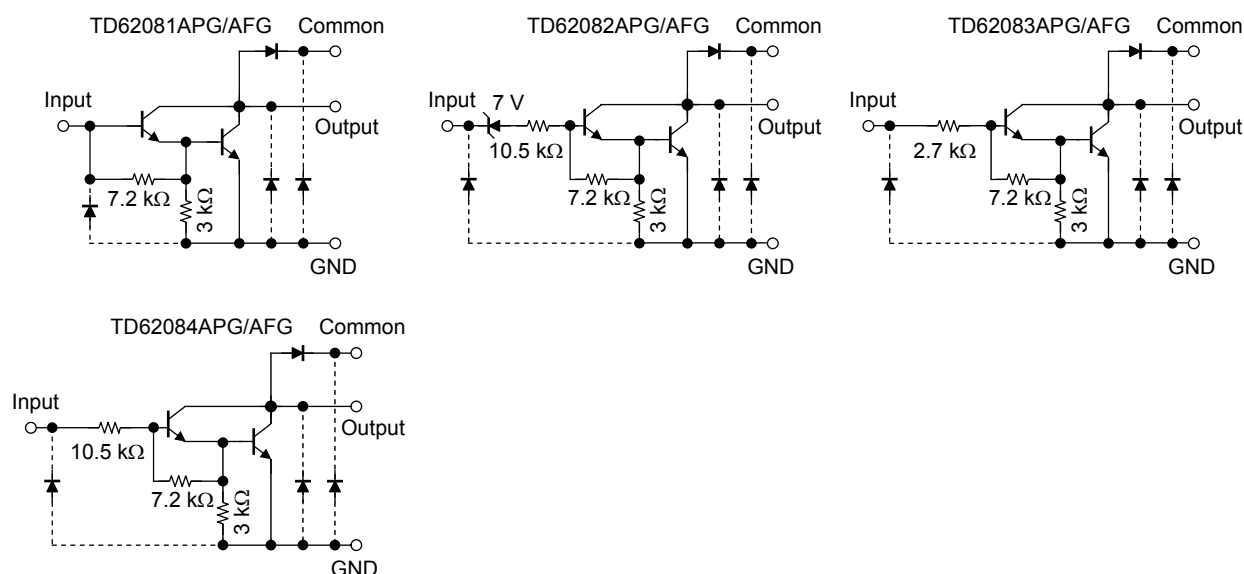 TD62081APG/AFG Common
Input
Output
7.2 kΩ
3 kΩ
GND
TD62082APG/AFG Common
Input
7 V
10.5 kΩ
Output
7.2 kΩ
3 kΩ
GND
TD62083APG/AFG Common
Input
2.7 kΩ
Output
7.2 kΩ
3 kΩ
GND
TD62084APG/AFG Common
Input
10.5 kΩ
Output
7.2 kΩ
3 kΩ
GND